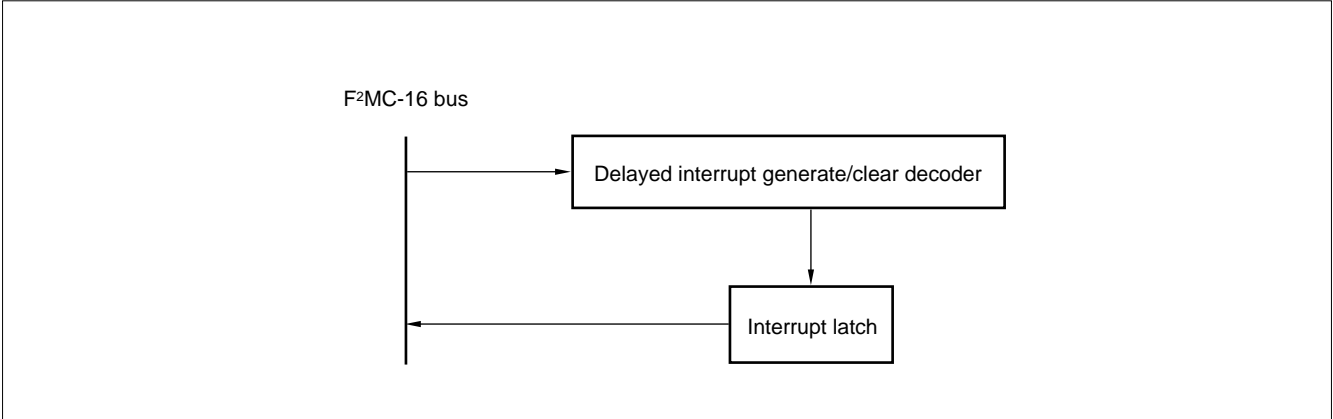 F²MC-16 bus
Delayed interrupt generate/clear decoder
Interrupt latch